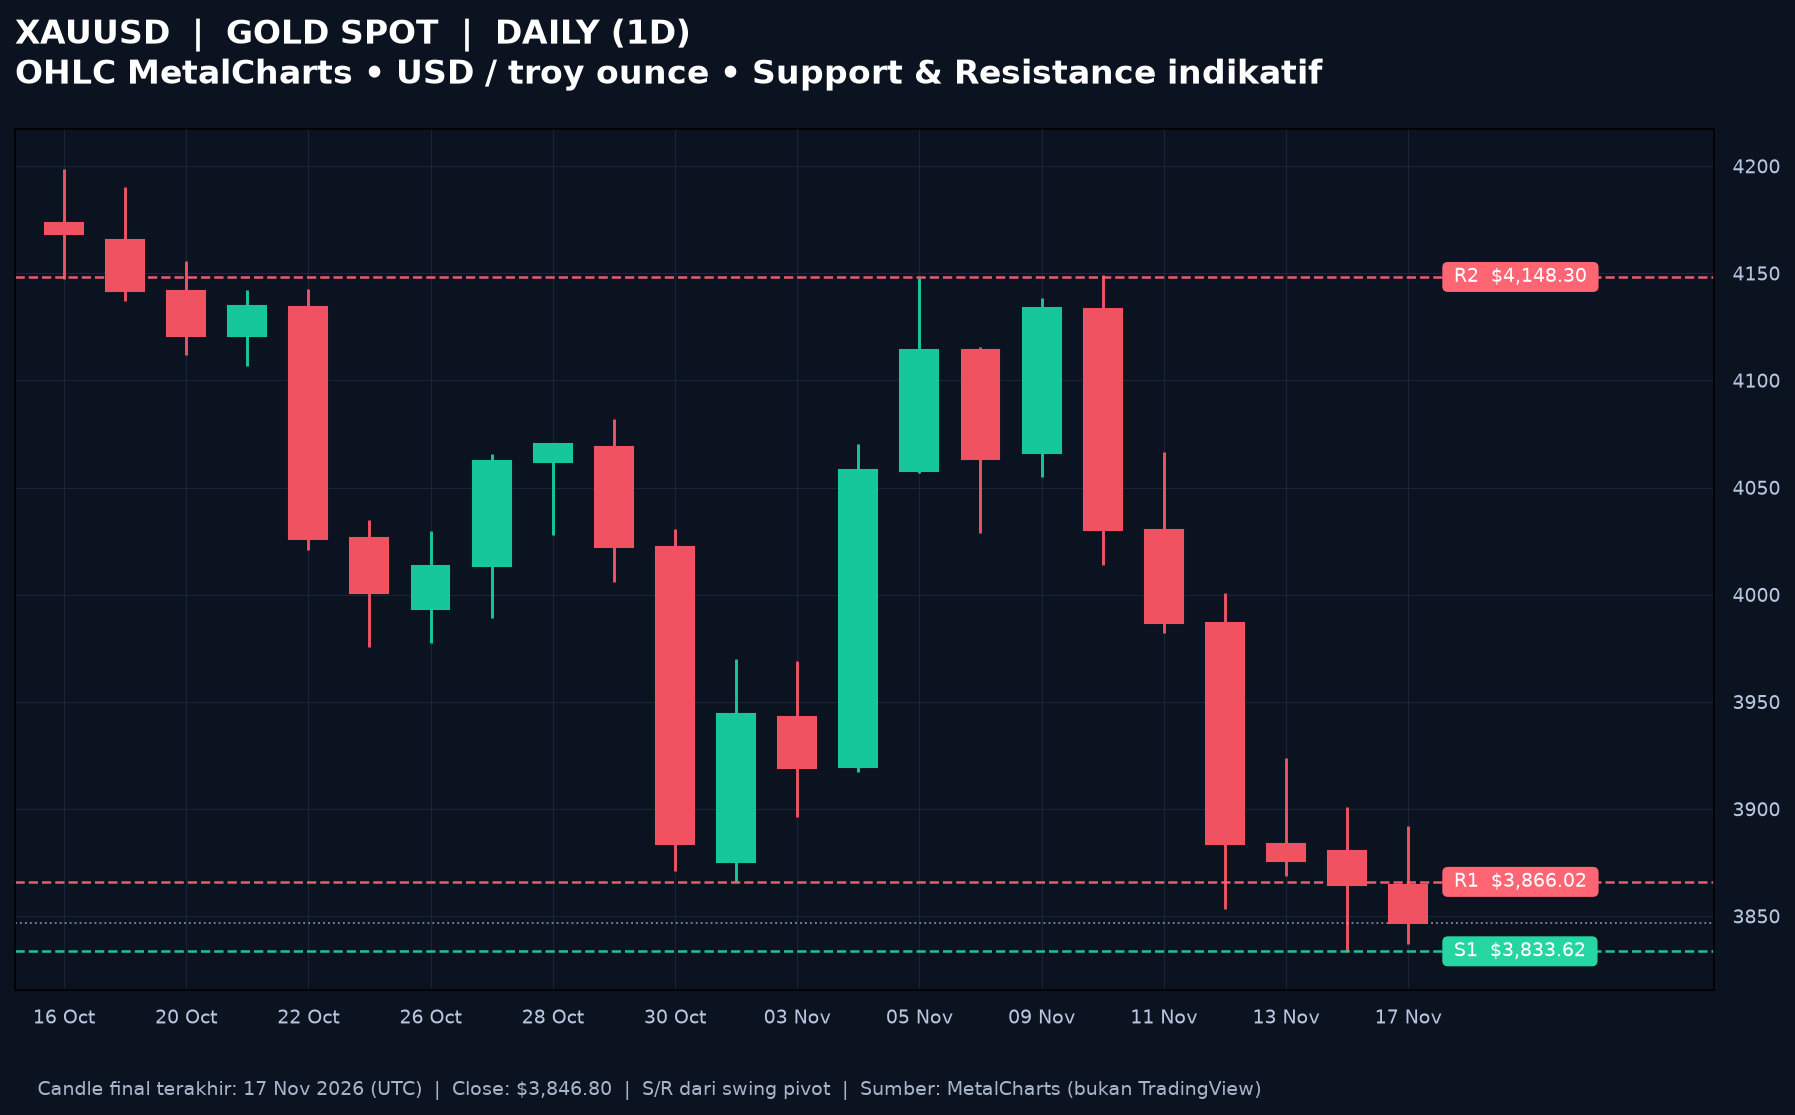 XAUUSD | GOLD SPOT | DAILY (1D)
OHLC MetalCharts • USD / troy ounce • Support & Resistance indikatif
4200
R2 $4,148.30
4150
4100
4050
4000
3950
3900
R1 $3,866.02
3850
S1 $3,833.62
16 Oct 20 Oct 22 Oct 26 Oct 28 Oct 30 Oct 03 Nov 05 Nov 09 Nov 11 Nov 13 Nov 17 Nov
Candle final terakhir: 17 Nov 2026 (UTC) | Close: $3,846.80 | S/R dari swing pivot | Sumber: MetalCharts (bukan TradingView)